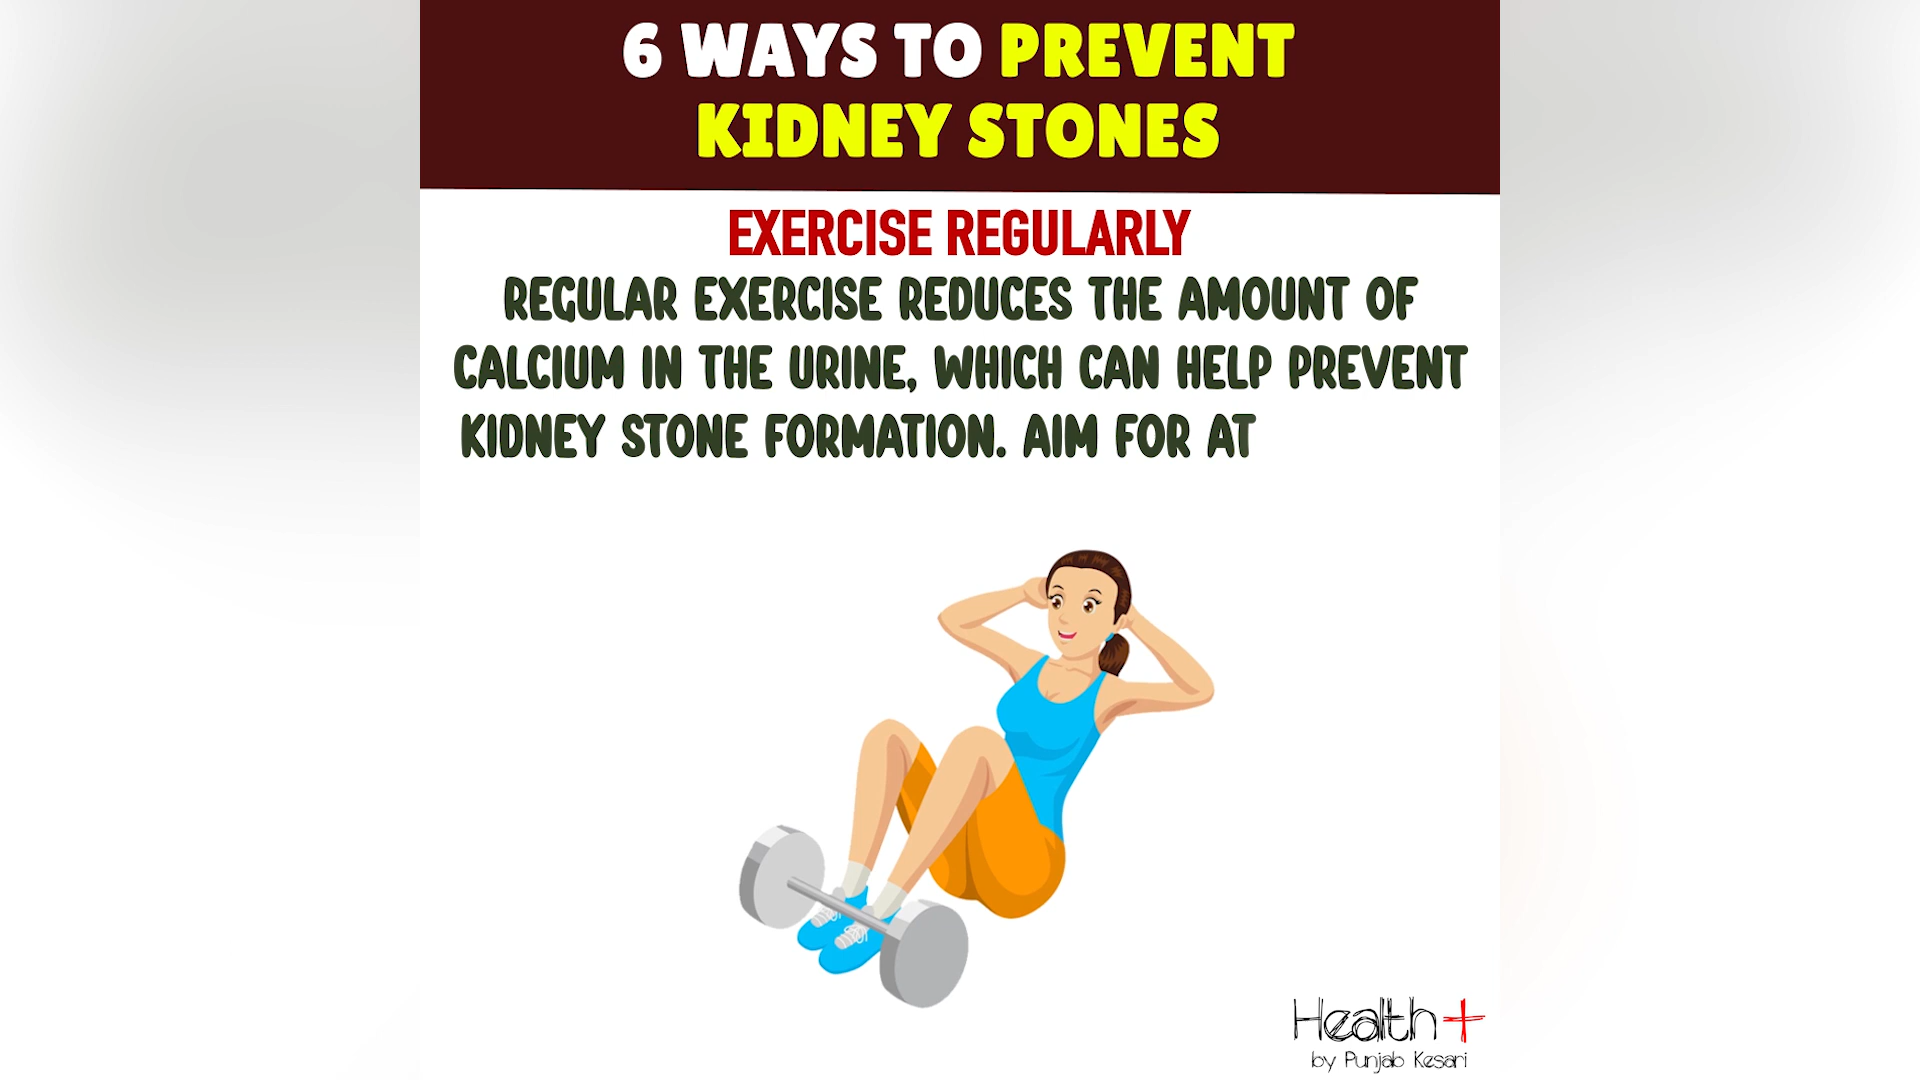 6 WAYS TO PREVENT
KIDNEY STONES
EXERCISE REGULARLY
REGULAR EXERCISE REDUCES THE AMOUNT OF
CALCIUM IN THE URINE, WHICH CAN HELP PREVENT
KIDNEY STONE FORMATION. AIM FOR AT
Health+
by Punjab Kesari